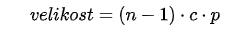 velikost = (n − 1) · c · p